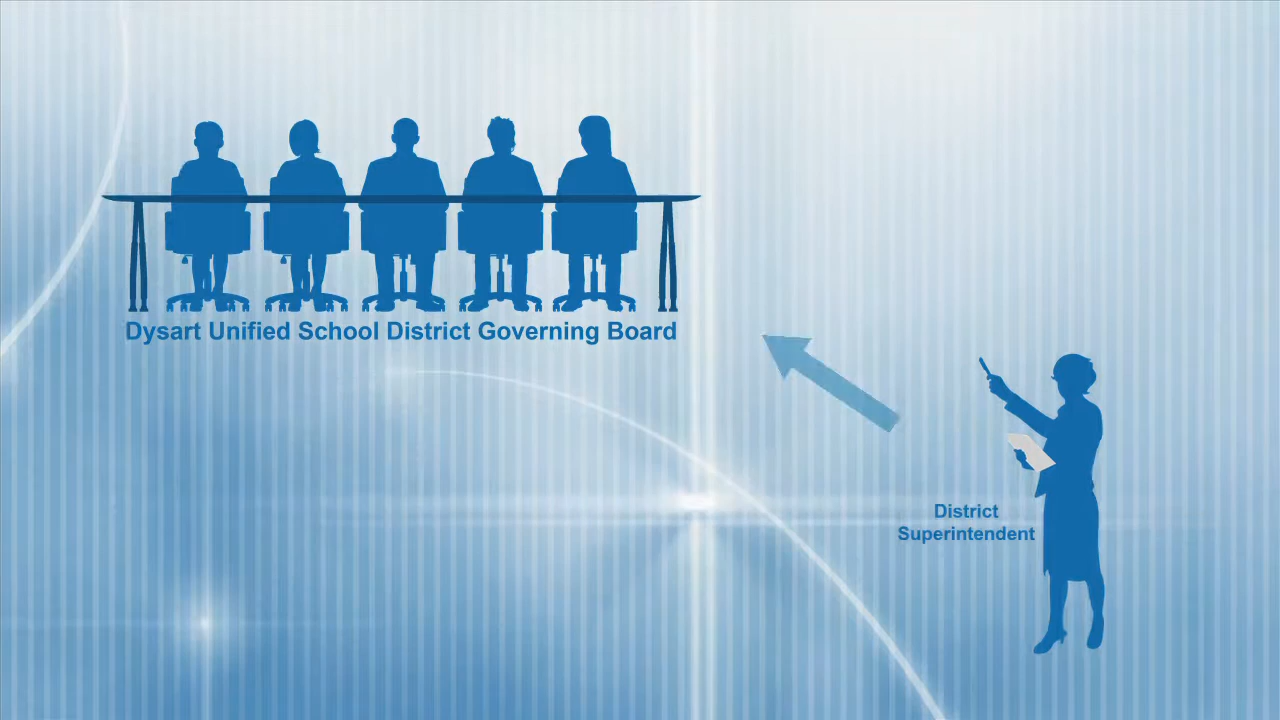 Dysart Unified School District Governing Board
District
Superintendent